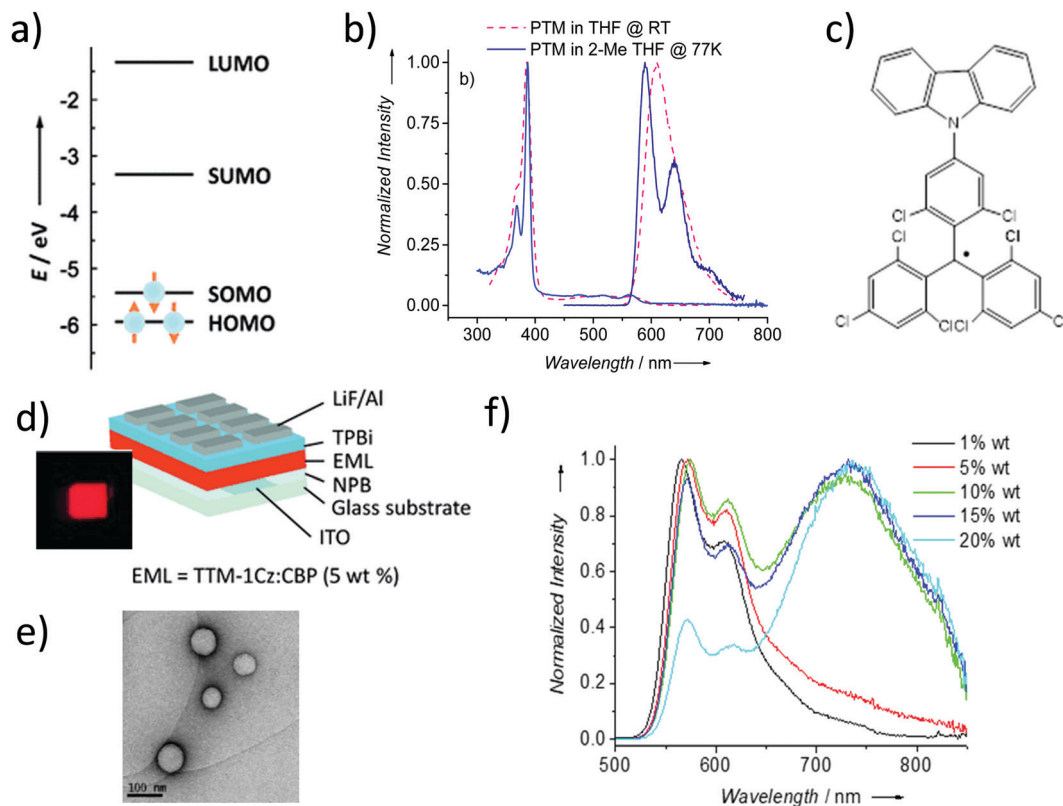 a)
LUMO
-2
-3
SUMO
-4
-5
SOMO
HOMO
-6
E / eV
b)
PTM in THF @ RT
PTM in 2-Me THF @ 77K
b)
1.00
0.75
0.50
0.25
0.00
Normalized Intensity
300 400 500 600 700 800
Wavelength / nm
c)
N
Cl Cl
Cl Cl
Cl Cl Cl Cl
d)
LiF/Al
TPBi
EML
NPB
Glass substrate
ITO
EML = TTM-1Cz:CBP (5 wt %)
e)
100 nm
f)
1% wt
5% wt
10% wt
15% wt
20% wt
1.0
0.8
0.6
0.4
0.2
0.0
Normalized Intensity
500 600 700 800
Wavelength / nm